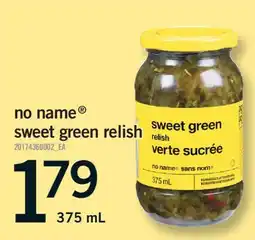 no name®
sweet green relish
20174360002_EA
1 79
375 mL
sweet green
relish
verte sucrée
no name® sans nom®
375 mL